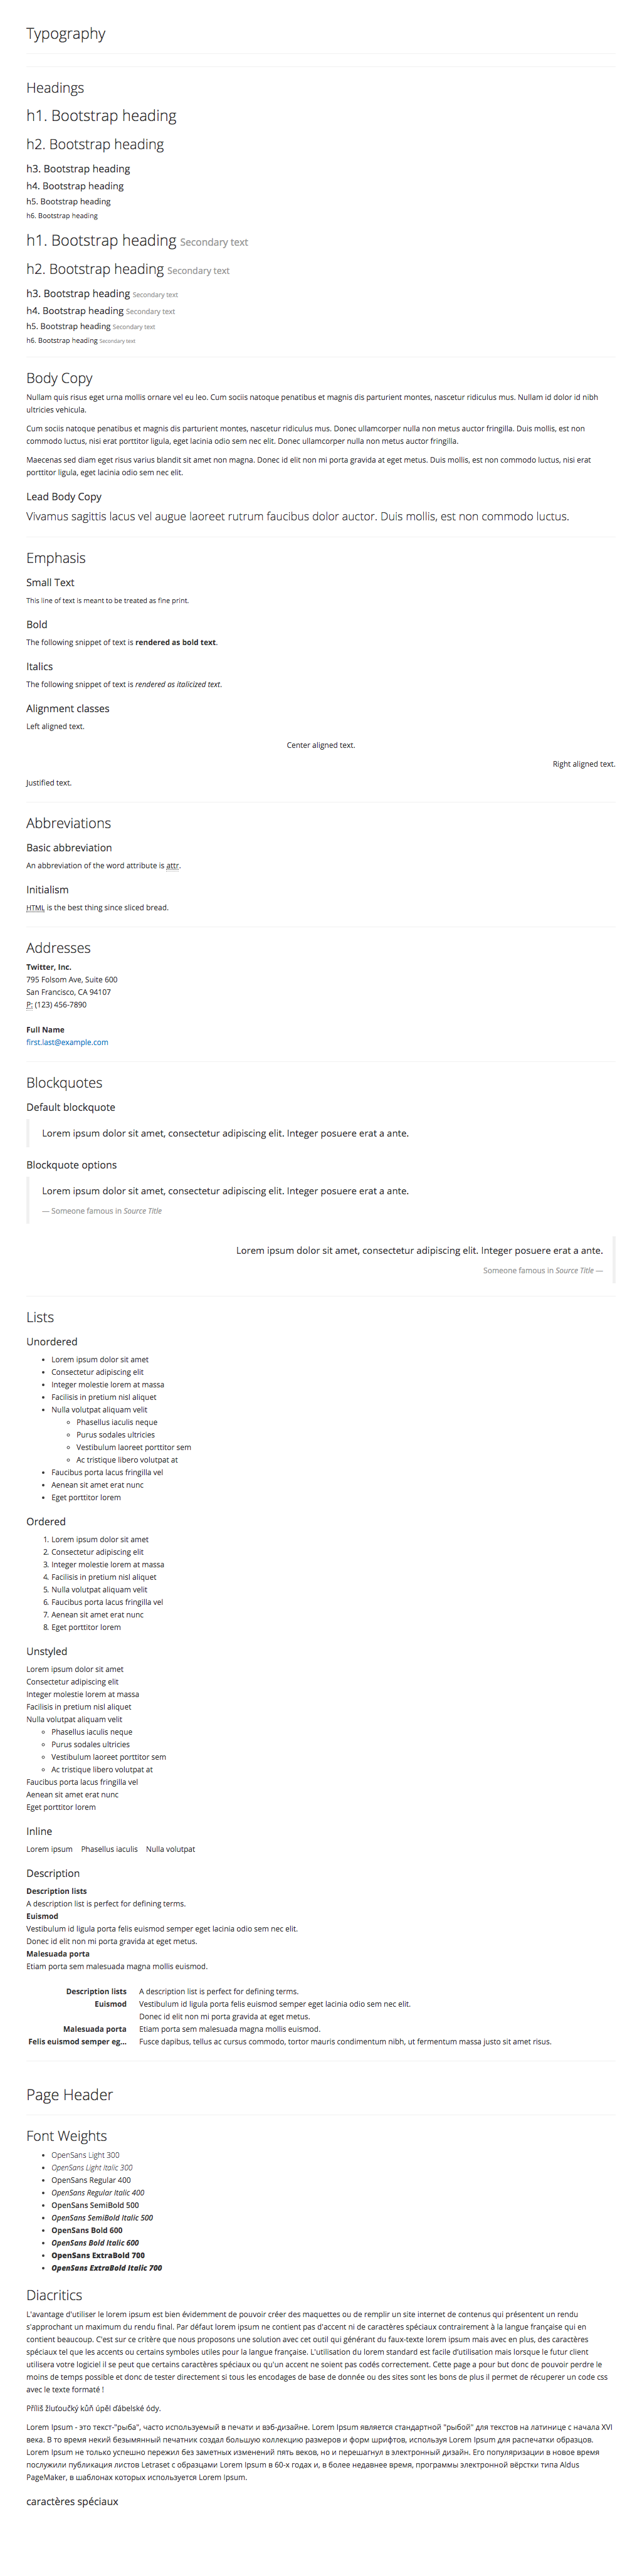 Typography
Headings
h1. Bootstrap heading
h2. Bootstrap heading
h3. Bootstrap heading
h4. Bootstrap heading
h5. Bootstrap heading
h6. Bootstrap heading
h1. Bootstrap heading Secondary text
h2. Bootstrap heading Secondary text
h3. Bootstrap heading Secondary text
h4. Bootstrap heading Secondary text
h5. Bootstrap heading Secondary text
h6. Bootstrap heading Secondary text
Body Copy
Nullam quis risus eget urna mollis ornare vel eu leo. Cum sociis natoque penatibus et magnis dis parturient montes, nascetur ridiculus mus. Nullam id dolor id nibh
ultricies vehicula.
Cum sociis natoque penatibus et magnis dis parturient montes, nascetur ridiculus mus. Donec ullamcorper nulla non metus auctor fringilla. Duis mollis, est non
commodo luctus, nisi erat porttitor ligula, eget lacinia odio sem nec elit. Donec ullamcorper nulla non metus auctor fringilla.
Maecenas sed diam eget risus varius blandit sit amet non magna. Donec id elit non mi porta gravida at eget metus. Duis mollis, est non commodo luctus, nisi erat
porttitor ligula, eget lacinia odio sem nec elit.
Lead Body Copy
Vivamus sagittis lacus vel augue laoreet rutrum faucibus dolor auctor. Duis mollis, est non commodo luctus.
Emphasis
Small Text
This line of text is meant to be treated as fine print.
Bold
The following snippet of text is rendered as bold text.
Italics
The following snippet of text is rendered as italicized text.
Alignment classes
Left aligned text.
Center aligned text.
Right aligned text.
Justified text.
Abbreviations
Basic abbreviation
An abbreviation of the word attribute is attr.
Initialism
HTML is the best thing since sliced bread.
Addresses
Twitter, Inc.
795 Folsom Ave, Suite 600
San Francisco, CA 94107
P: (123) 456-7890
Full Name
first.last@example.com
Blockquotes
Default blockquote
Lorem ipsum dolor sit amet, consectetur adipiscing elit. Integer posuere erat a ante.
Blockquote options
Lorem ipsum dolor sit amet, consectetur adipiscing elit. Integer posuere erat a ante.
— Someone famous in Source Title
Lorem ipsum dolor sit amet, consectetur adipiscing elit. Integer posuere erat a ante.
Someone famous in Source Title —
Lists
Unordered
• Lorem ipsum dolor sit amet
• Consectetur adipiscing elit
• Integer molestie lorem at massa
• Facilisis in pretium nisl aliquet
• Nulla volutpat aliquam velit
◦ Phasellus iaculis neque
◦ Purus sodales ultricies
◦ Vestibulum laoreet porttitor sem
◦ Ac tristique libero volutpat at
• Faucibus porta lacus fringilla vel
• Aenean sit amet erat nunc
• Eget porttitor lorem
Ordered
1. Lorem ipsum dolor sit amet
2. Consectetur adipiscing elit
3. Integer molestie lorem at massa
4. Facilisis in pretium nisl aliquet
5. Nulla volutpat aliquam velit
6. Faucibus porta lacus fringilla vel
7. Aenean sit amet erat nunc
8. Eget porttitor lorem
Unstyled
Lorem ipsum dolor sit amet
Consectetur adipiscing elit
Integer molestie lorem at massa
Facilisis in pretium nisl aliquet
Nulla volutpat aliquam velit
◦ Phasellus iaculis neque
◦ Purus sodales ultricies
◦ Vestibulum laoreet porttitor sem
◦ Ac tristique libero volutpat at
Faucibus porta lacus fringilla vel
Aenean sit amet erat nunc
Eget porttitor lorem
Inline
Lorem ipsum Phasellus iaculis Nulla volutpat
Description
Description lists
A description list is perfect for defining terms.
Euismod
Vestibulum id ligula porta felis euismod semper eget lacinia odio sem nec elit.
Donec id elit non mi porta gravida at eget metus.
Malesuada porta
Etiam porta sem malesuada magna mollis euismod.
Description lists A description list is perfect for defining terms.
Euismod Vestibulum id ligula porta felis euismod semper eget lacinia odio sem nec elit.
Donec id elit non mi porta gravida at eget metus.
Malesuada porta Etiam porta sem malesuada magna mollis euismod.
Felis euismod semper eg... Fusce dapibus, tellus ac cursus commodo, tortor mauris condimentum nibh, ut fermentum massa justo sit amet risus.
Page Header
Font Weights
• OpenSans Light 300
• OpenSans Light Italic 300
• OpenSans Regular 400
• OpenSans Regular Italic 400
• OpenSans SemiBold 500
• OpenSans SemiBold Italic 500
• OpenSans Bold 600
• OpenSans Bold Italic 600
• OpenSans ExtraBold 700
• OpenSans ExtraBold Italic 700
Diacritics
L'avantage d'utiliser le lorem ipsum est bien évidemment de pouvoir créer des maquettes ou de remplir un site internet de contenus qui présentent un rendu
s'approchant un maximum du rendu final. Par défaut lorem ipsum ne contient pas d'accent ni de caractères spéciaux contrairement à la langue française qui en
contient beaucoup. C'est sur ce critère que nous proposons une solution avec cet outil qui générant du faux-texte lorem ipsum mais avec en plus, des caractères
spéciaux tel que les accents ou certains symboles utiles pour la langue française. L'utilisation du lorem standard est facile d'utilisation mais lorsque le futur client
utilisera votre logiciel il se peut que certains caractères spéciaux ou qu'un accent ne soient pas codés correctement. Cette page a pour but donc de pouvoir perdre le
moins de temps possible et donc de tester directement si tous les encodages de base de donnée ou des sites sont les bons de plus il permet de récuperer un code css
avec le texte formaté !
Příliš žluťoučký kůň úpěl ďábelské ódy.
Lorem Ipsum - это текст-"рыба", часто используемый в печати и вэб-дизайне. Lorem Ipsum является стандартной "рыбой" для текстов на латинице с начала XVI
века. В то время некий безымянный печатник создал большую коллекцию размеров и форм шрифтов, используя Lorem Ipsum для распечатки образцов.
Lorem Ipsum не только успешно пережил без заметных изменений пять веков, но и перешагнул в электронный дизайн. Его популяризации в новое время
послужили публикация листов Letraset с образцами Lorem Ipsum в 60-х годах и, в более недавнее время, программы электронной вёрстки типа Aldus
PageMaker, в шаблонах которых используется Lorem Ipsum.
caractères spéciaux